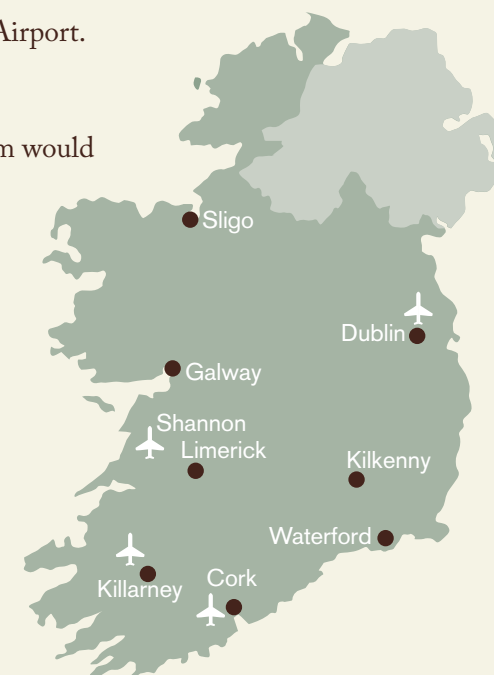 Airport.
m would
Sligo
Dublin
Galway
Shannon
Limerick
Kilkenny
Waterford
Killarney
Cork